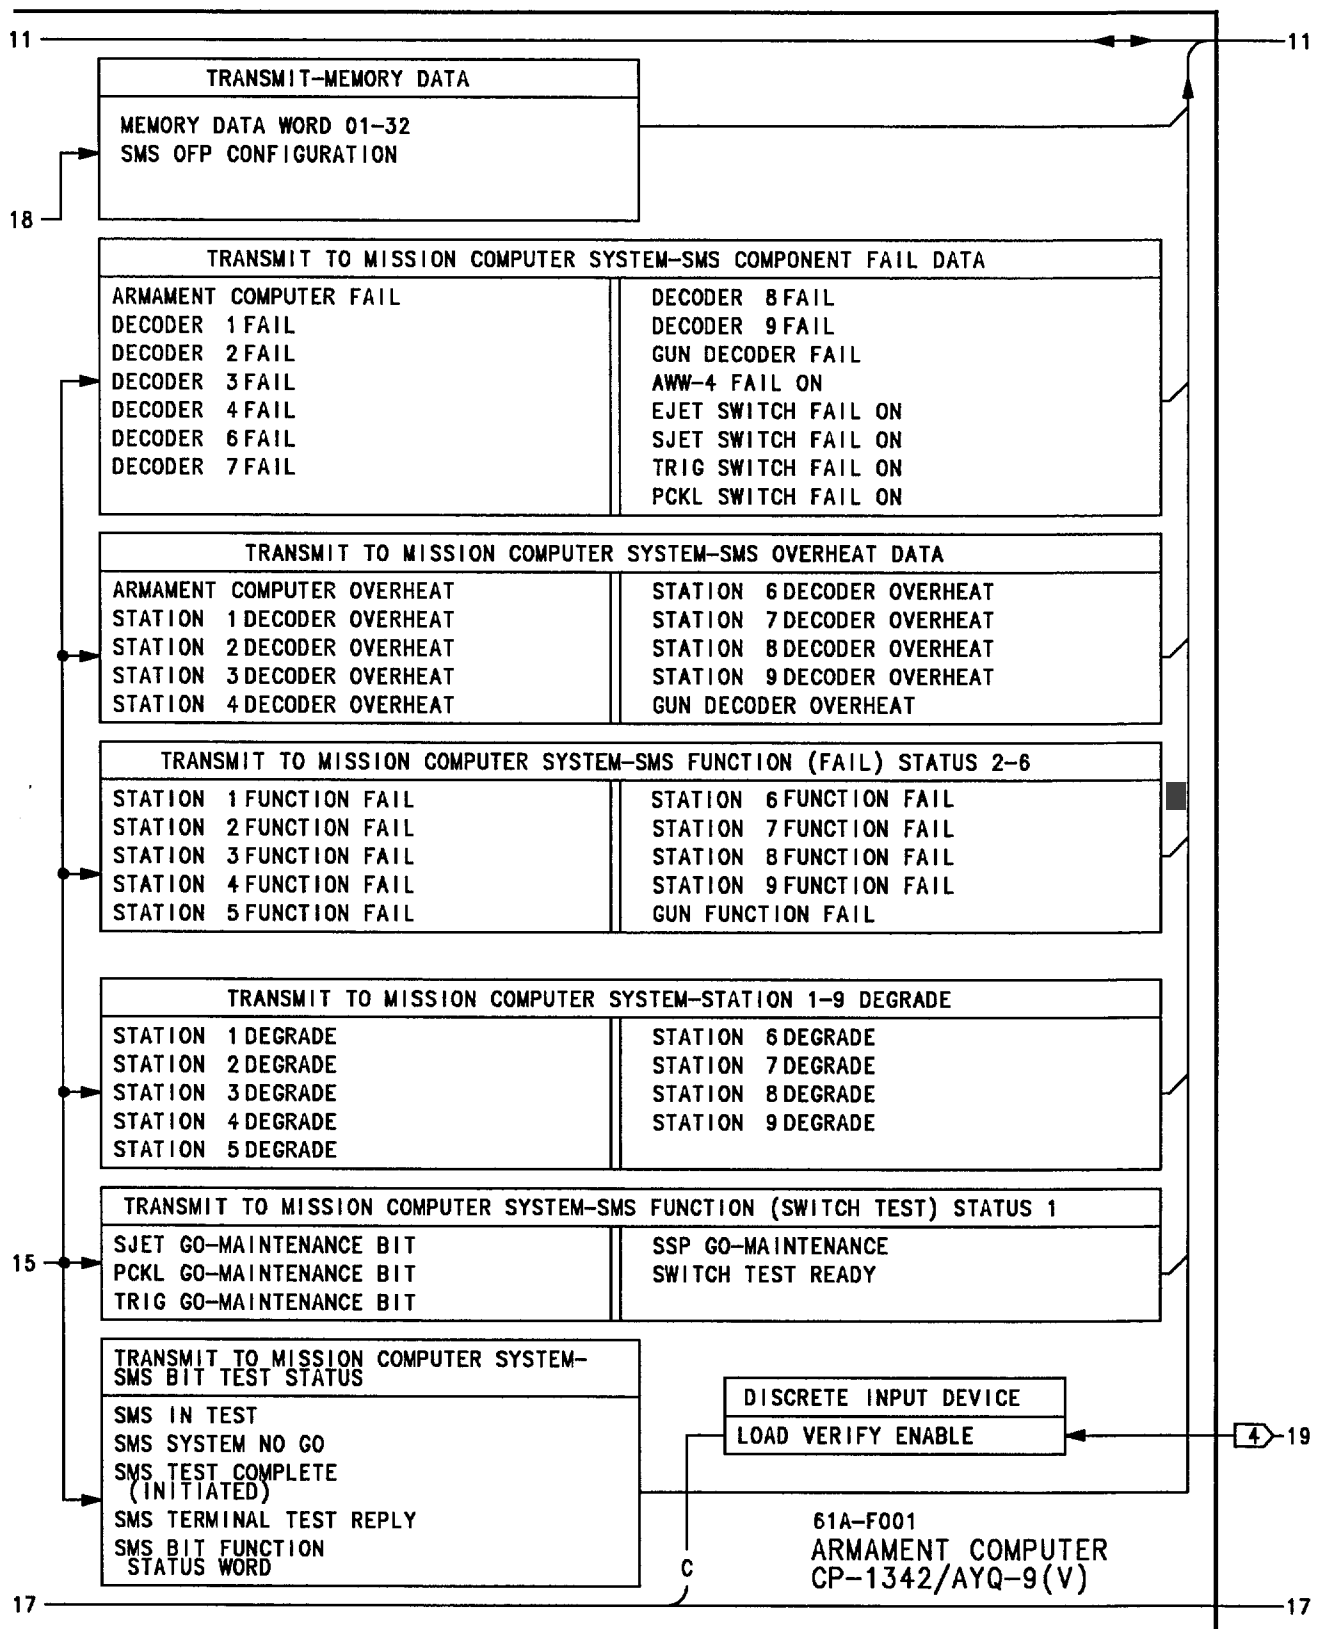 11
11
TRANSMIT-MEMORY DATA
MEMORY DATA WORD 01-32
SMS OFP CONFIGURATION
18
TRANSMIT TO MISSION COMPUTER SYSTEM-SMS COMPONENT FAIL DATA
ARMAMENT COMPUTER FAIL
DECODER 1 FAIL
DECODER 2 FAIL
DECODER 3 FAIL
DECODER 4 FAIL
DECODER 6 FAIL
DECODER 7 FAIL
DECODER 8 FAIL
DECODER 9 FAIL
GUN DECODER FAIL
AWW-4 FAIL ON
EJET SWITCH FAIL ON
SJET SWITCH FAIL ON
TRIG SWITCH FAIL ON
PCKL SWITCH FAIL ON
TRANSMIT TO MISSION COMPUTER SYSTEM-SMS OVERHEAT DATA
ARMAMENT COMPUTER OVERHEAT
STATION 1 DECODER OVERHEAT
STATION 2 DECODER OVERHEAT
STATION 3 DECODER OVERHEAT
STATION 4 DECODER OVERHEAT
STATION 6 DECODER OVERHEAT
STATION 7 DECODER OVERHEAT
STATION 8 DECODER OVERHEAT
STATION 9 DECODER OVERHEAT
GUN DECODER OVERHEAT
TRANSMIT TO MISSION COMPUTER SYSTEM-SMS FUNCTION (FAIL) STATUS 2-6
STATION 1 FUNCTION FAIL
STATION 2 FUNCTION FAIL
STATION 3 FUNCTION FAIL
STATION 4 FUNCTION FAIL
STATION 5 FUNCTION FAIL
STATION 6 FUNCTION FAIL
STATION 7 FUNCTION FAIL
STATION 8 FUNCTION FAIL
STATION 9 FUNCTION FAIL
GUN FUNCTION FAIL
TRANSMIT TO MISSION COMPUTER SYSTEM-STATION 1-9 DEGRADE
STATION 1 DEGRADE
STATION 2 DEGRADE
STATION 3 DEGRADE
STATION 4 DEGRADE
STATION 5 DEGRADE
STATION 6 DEGRADE
STATION 7 DEGRADE
STATION 8 DEGRADE
STATION 9 DEGRADE
TRANSMIT TO MISSION COMPUTER SYSTEM-SMS FUNCTION (SWITCH TEST) STATUS 1
SJET GO-MAINTENANCE BIT
PCKL GO-MAINTENANCE BIT
TRIG GO-MAINTENANCE BIT
SSP GO-MAINTENANCE
SWITCH TEST READY
15
TRANSMIT TO MISSION COMPUTER SYSTEM-
SMS BIT TEST STATUS
SMS IN TEST
SMS SYSTEM NO GO
SMS TEST COMPLETE
(INITIATED)
SMS TERMINAL TEST REPLY
SMS BIT FUNCTION
STATUS WORD
DISCRETE INPUT DEVICE
LOAD VERIFY ENABLE
4
19
C
61A-F001
ARMAMENT COMPUTER
CP-1342/AYQ-9(V)
17
17